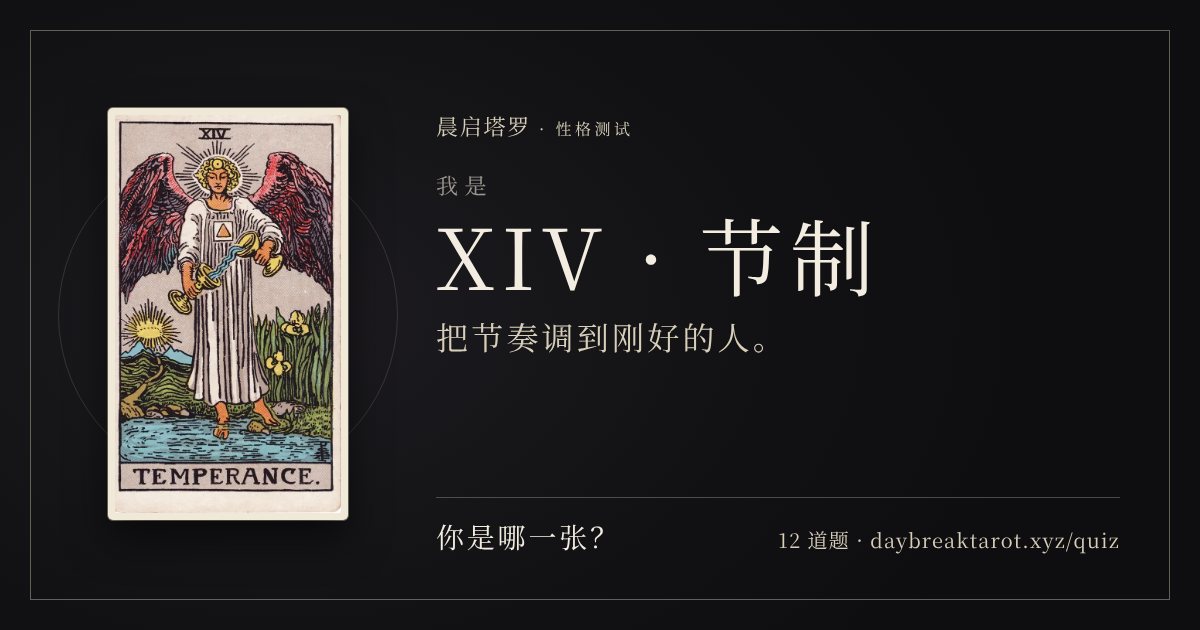 XIV
TEMPERANCE.
晨启塔罗 · 性格测试
我是
XIV · 节制
把节奏调到刚好的人。
你是哪一张？
12 道题 · daybreaktarot.xyz/quiz